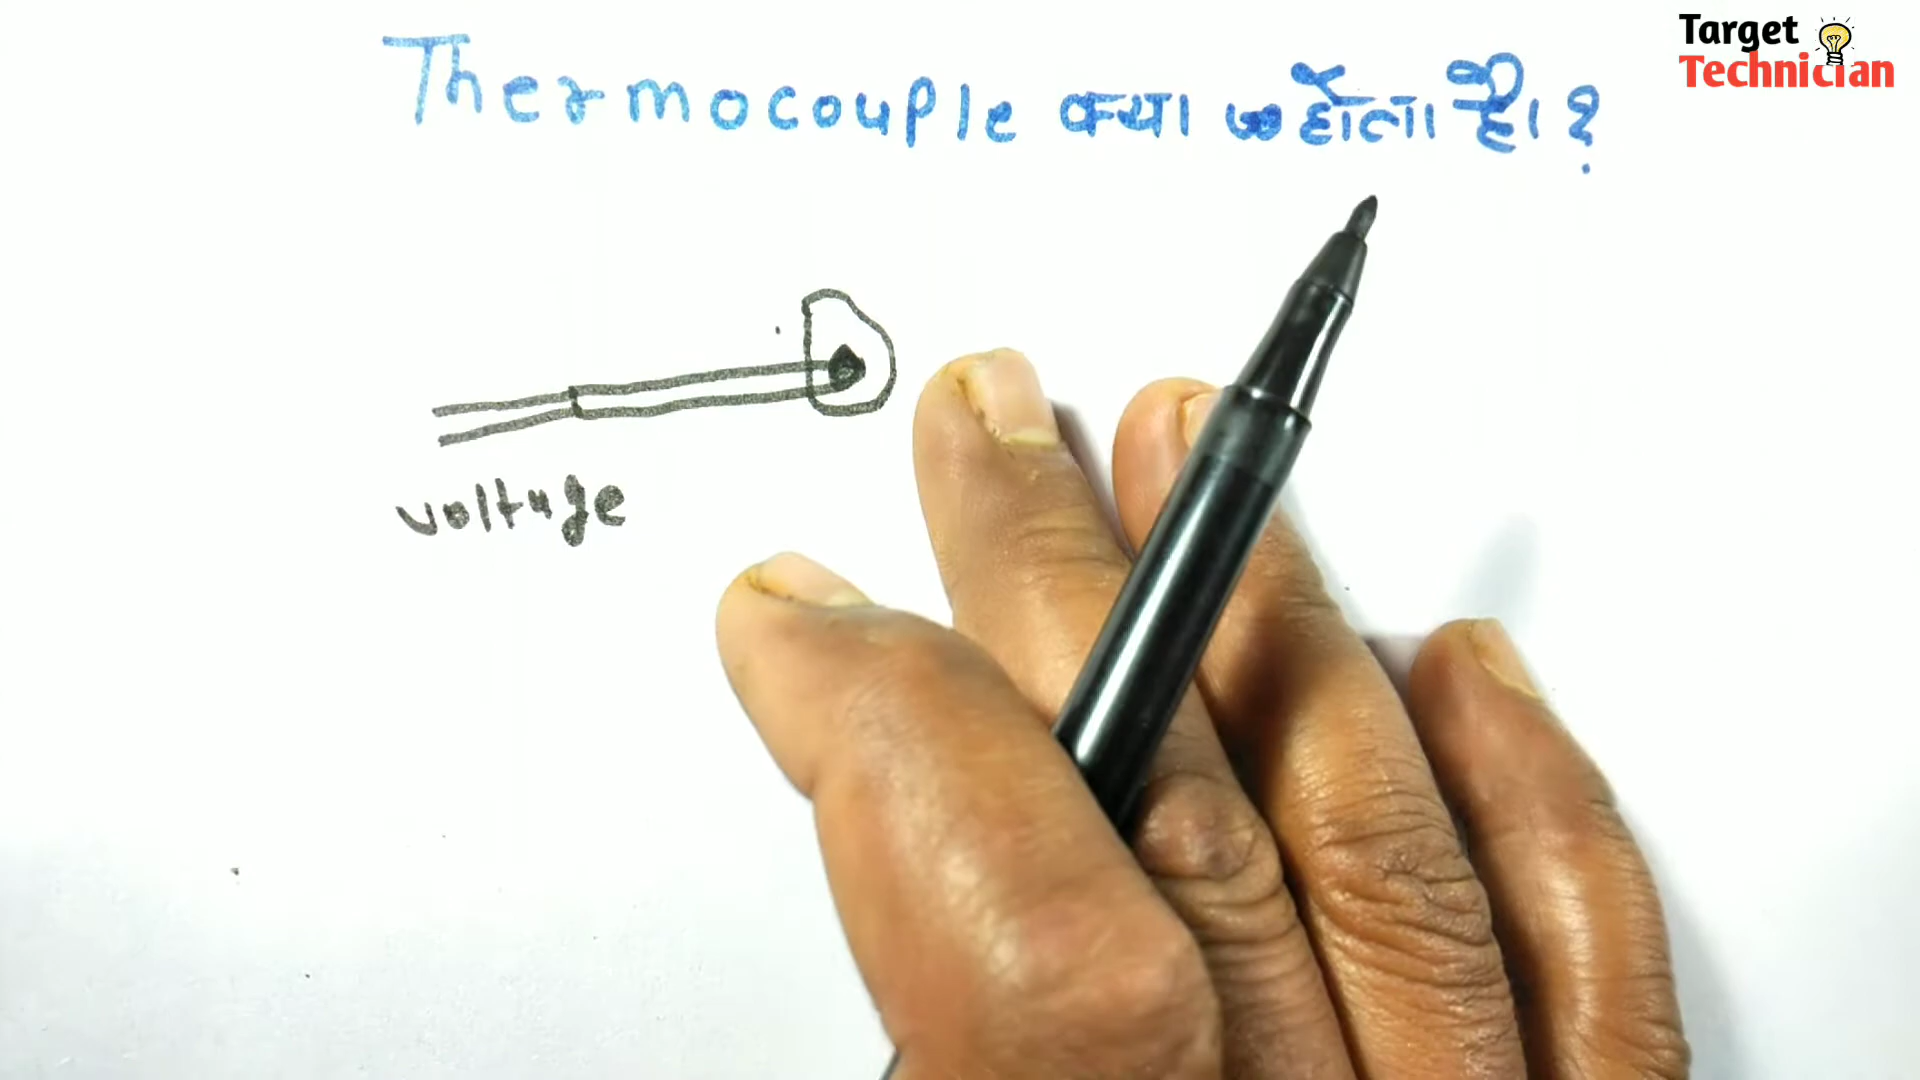 Target
Technician
Thermocouple क्या होता है। ?
voltage